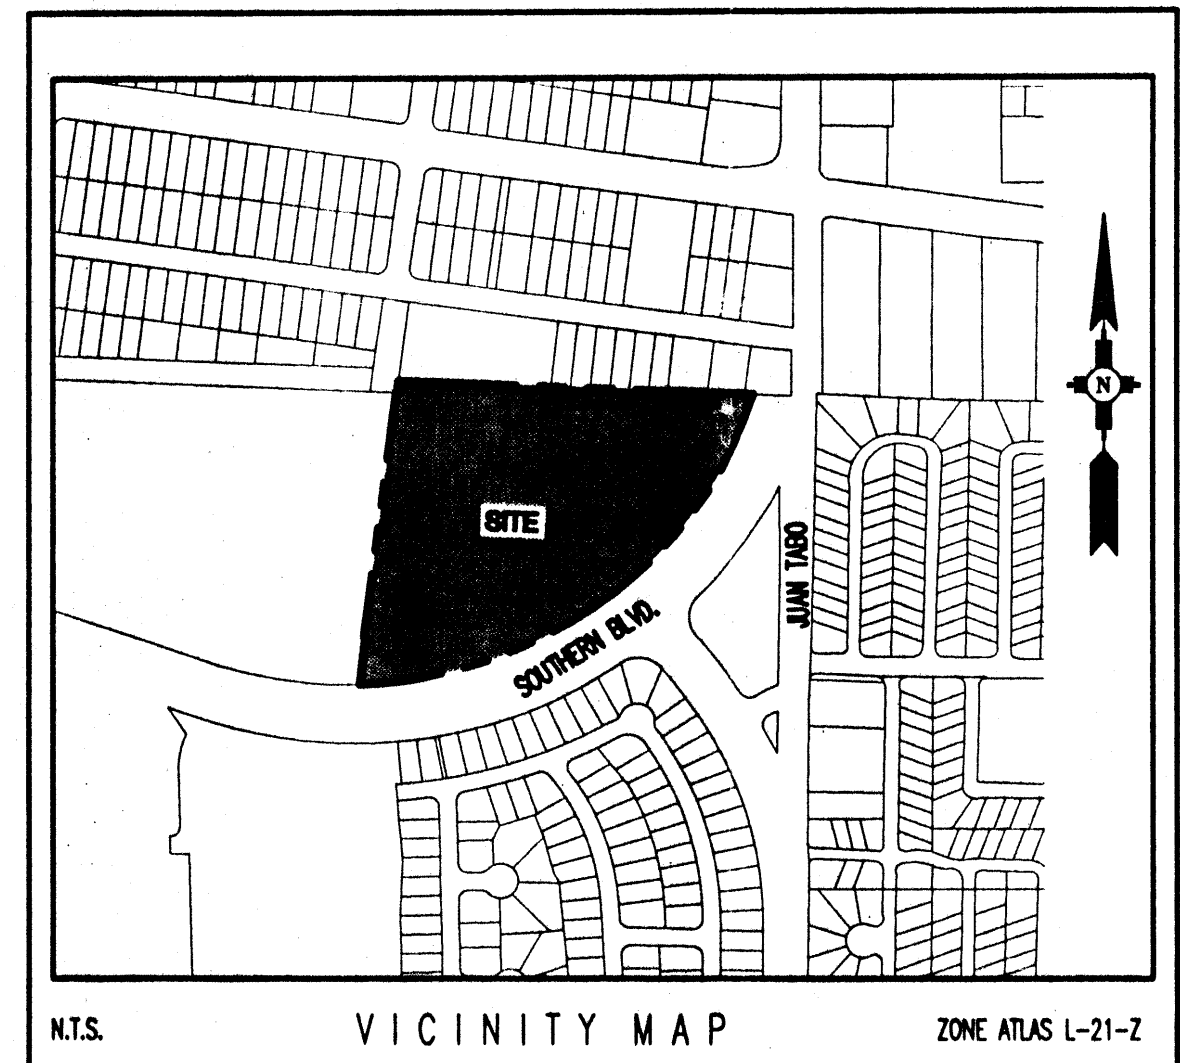 N
SITE
JUAN TABO
SOUTHERN BLVD.
N.T.S. VICINITY MAP ZONE ATLAS L-21-Z